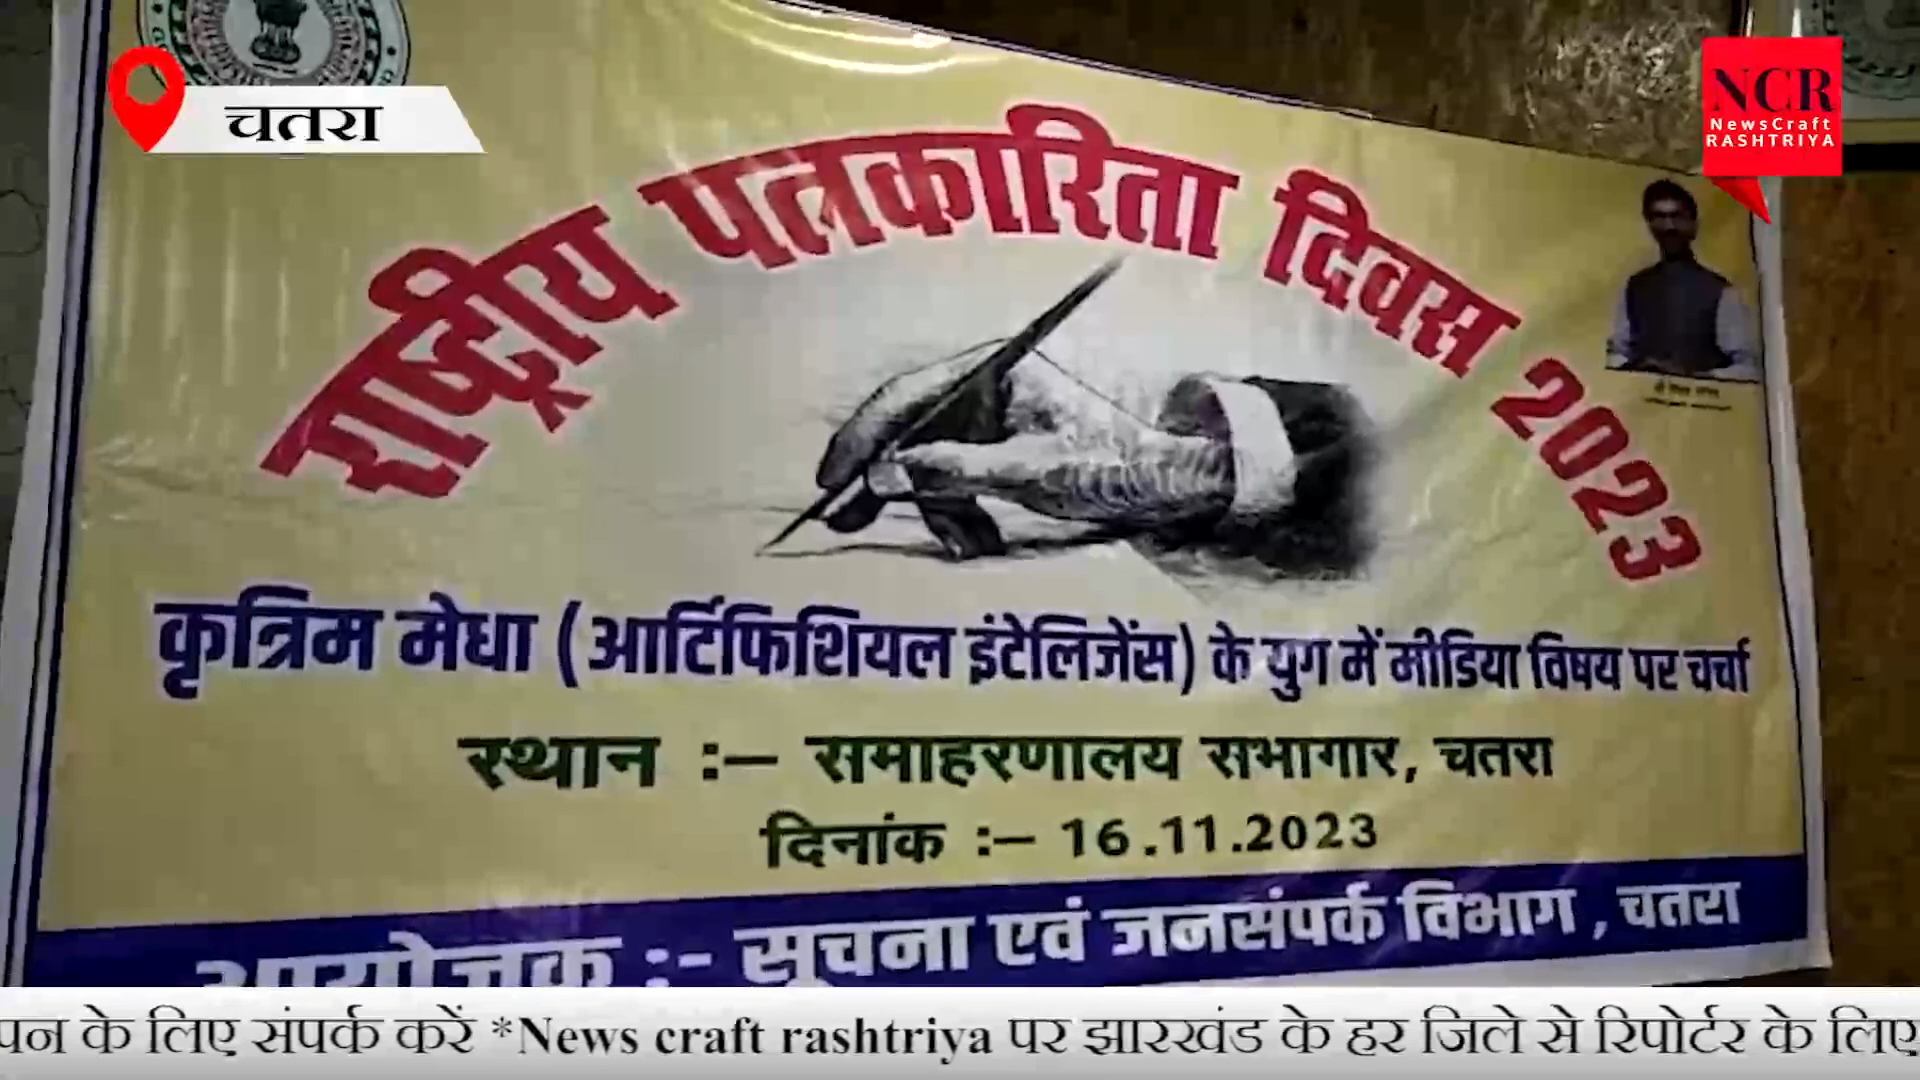 चतरा
NCR
NewsCraft
RASHTRIYA
राष्ट्रीय पत्रकारिता दिवस 2023
कृत्रिम मेधा (आर्टिफिशियल इंटेलिजेंस) के युग में मीडिया विषय पर चर्चा
स्थान :– समाहरणालय सभागार, चतरा
दिनांक :– 16.11.2023
आयोजक :- सूचना एवं जनसंपर्क विभाग , चतरा
पन के लिए संपर्क करें *News craft rashtriya पर झारखंड के हर जिले से रिपोर्टर के लिए